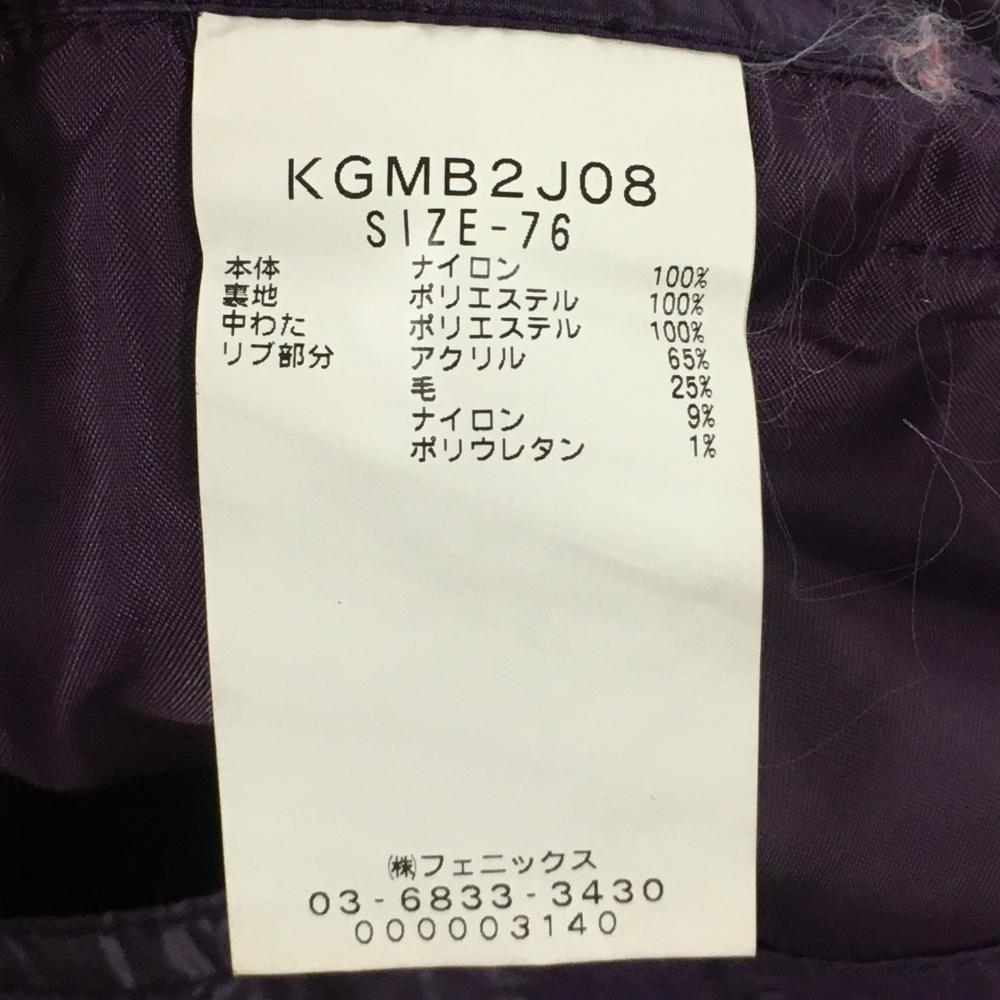 KGMB2J08
SIZE-76
本体 ナイロン 100%
裏地 ポリエステル 100%
中わた ポリエステル 100%
リブ部分 アクリル 65%
毛 25%
ナイロン 9%
ポリウレタン 1%
㈱フェニックス
03-6833-3430
000003140